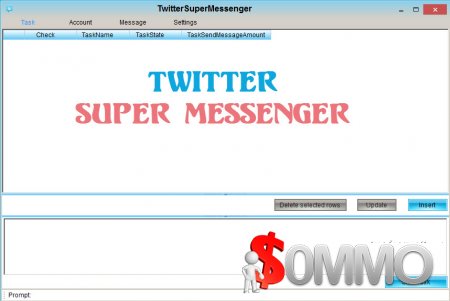 TwitterSuperMessenger
Task Account Message Settings
Check TaskName TaskState TaskSendMessageAmount
TWITTER
SUPER MESSENGER
Delete selected rows Update Insert
$OMMO
Prompt: